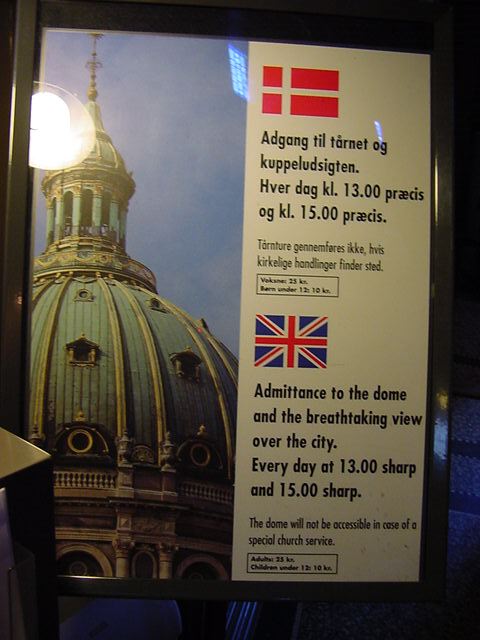 Adgang til tårnet og
kuppeludsigten.
Hver dag kl. 13.00 præcis
og kl. 15.00 præcis.
Tårnture gennemføres ikke, hvis
kirkelige handlinger finder sted.
Voksne: 25 kr.
Børn under 12: 10 kr.
Admittance to the dome
and the breathtaking view
over the city.
Every day at 13.00 sharp
and 15.00 sharp.
The dome will not be accessible in case of a
special church service.
Adults: 25 kr.
Children under 12: 10 kr.